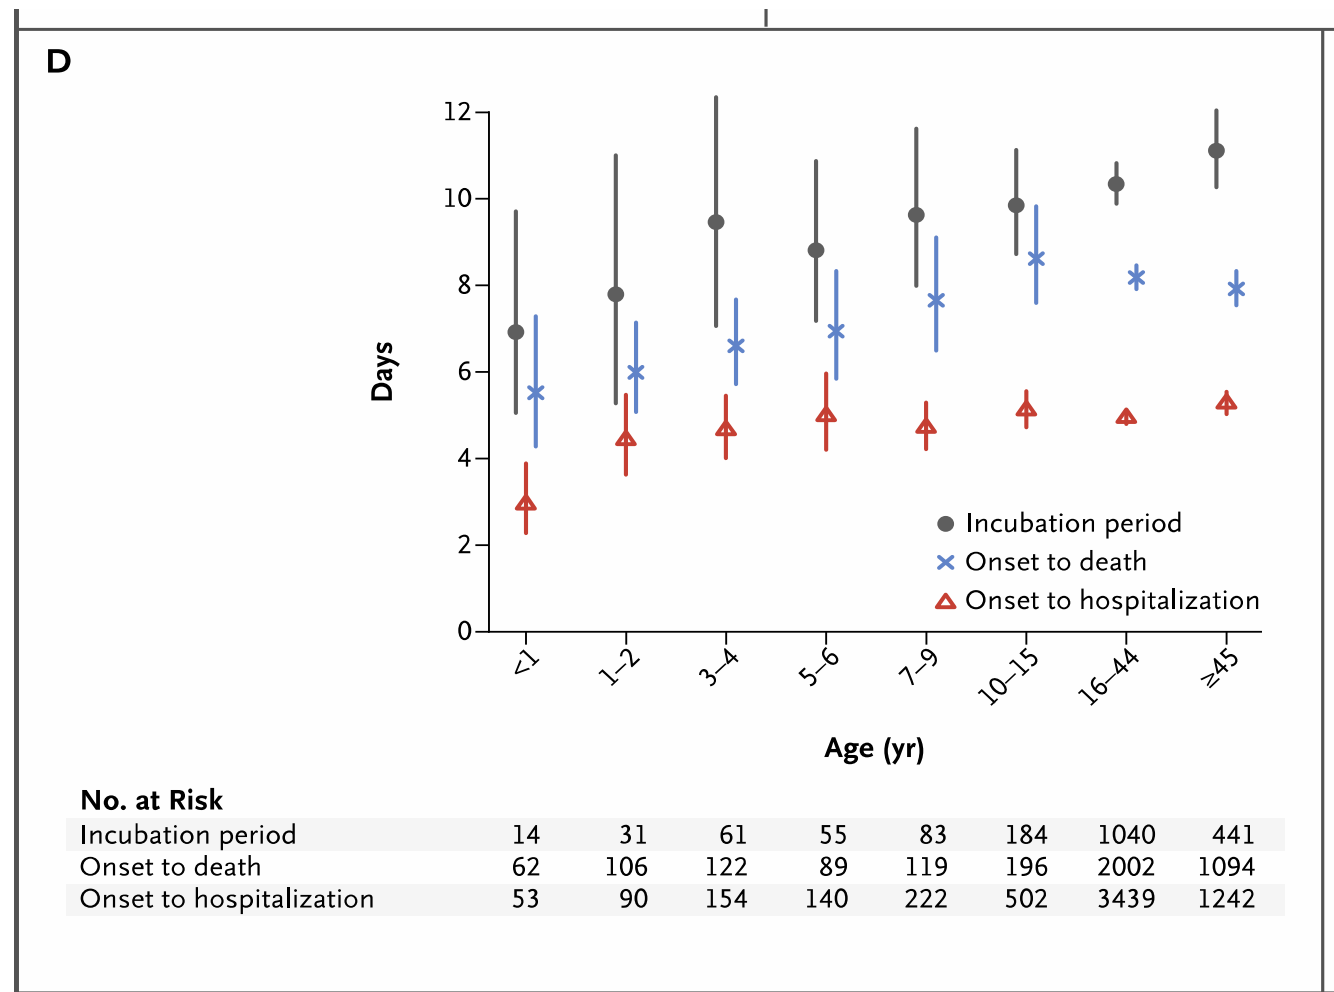 D
12
10
8
6
4
2
0
Days
Incubation period
Onset to death
Onset to hospitalization
<1 1–2 3–4 5–6 7–9 10–15 16–44 ≥45
Age (yr)
No. at Risk
Incubation period 14 31 61 55 83 184 1040 441
Onset to death 62 106 122 89 119 196 2002 1094
Onset to hospitalization 53 90 154 140 222 502 3439 1242